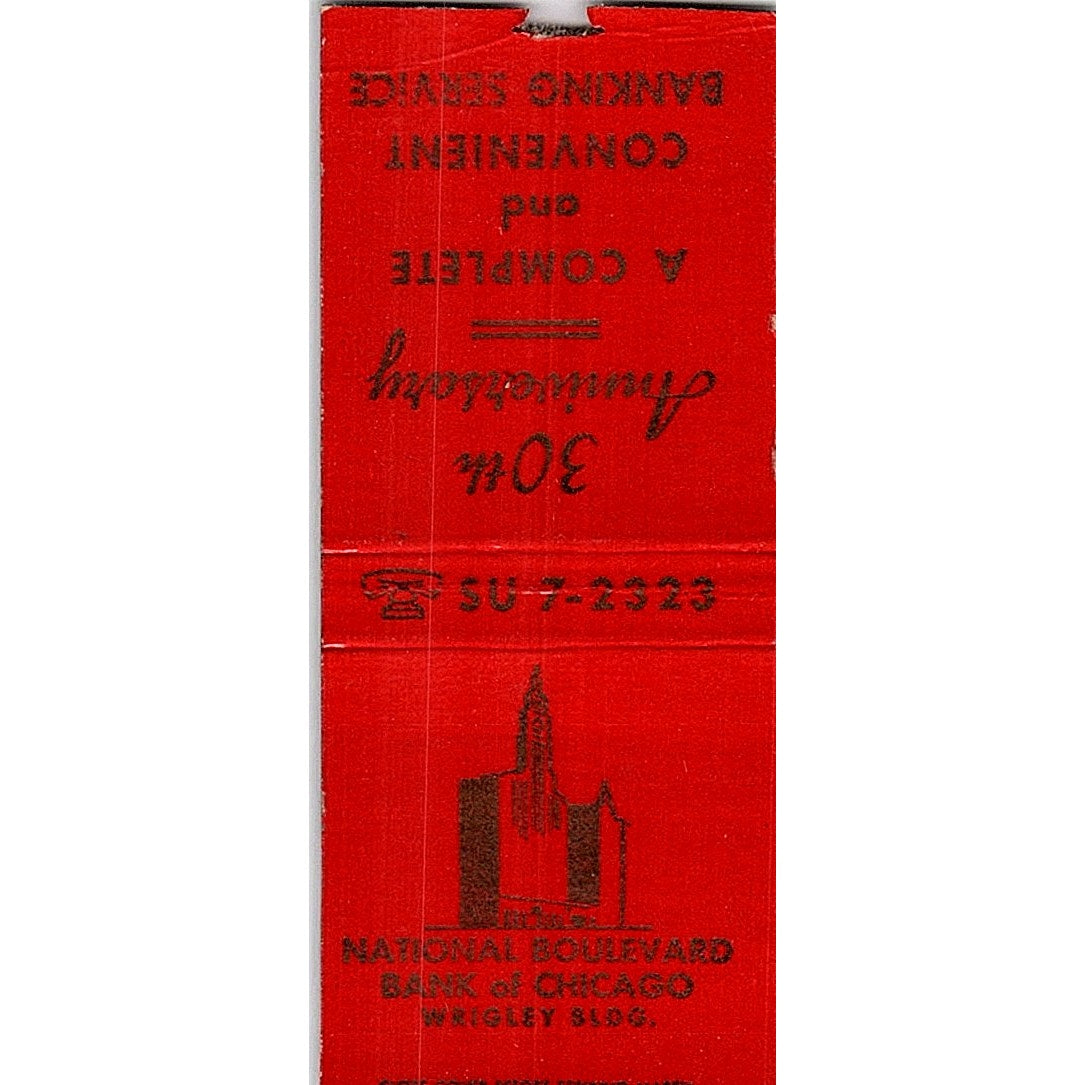 30th
Anniversary
A COMPLETE
and
CONVENIENT
BANKING SERVICE
SU 7-2323
NATIONAL BOULEVARD
BANK of CHICAGO
WRIGLEY BLDG.